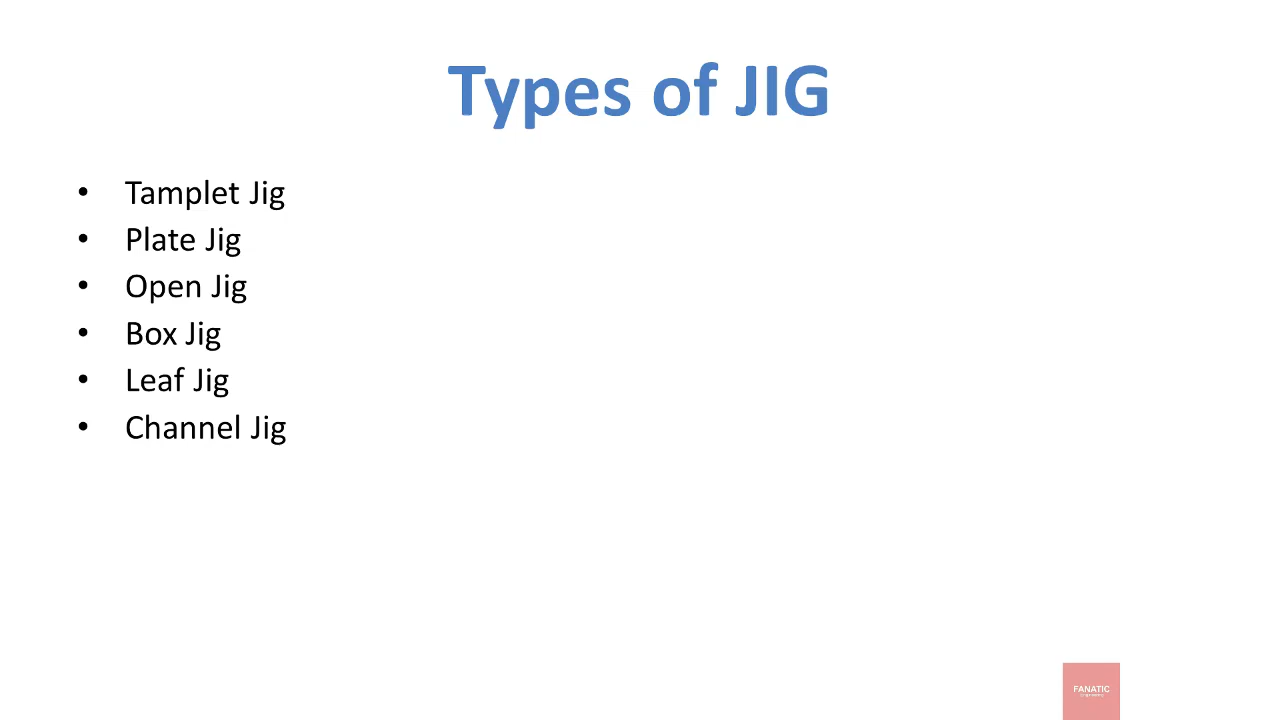 Types of JIG
• Tamplet Jig
• Plate Jig
• Open Jig
• Box Jig
• Leaf Jig
• Channel Jig
FANATIC